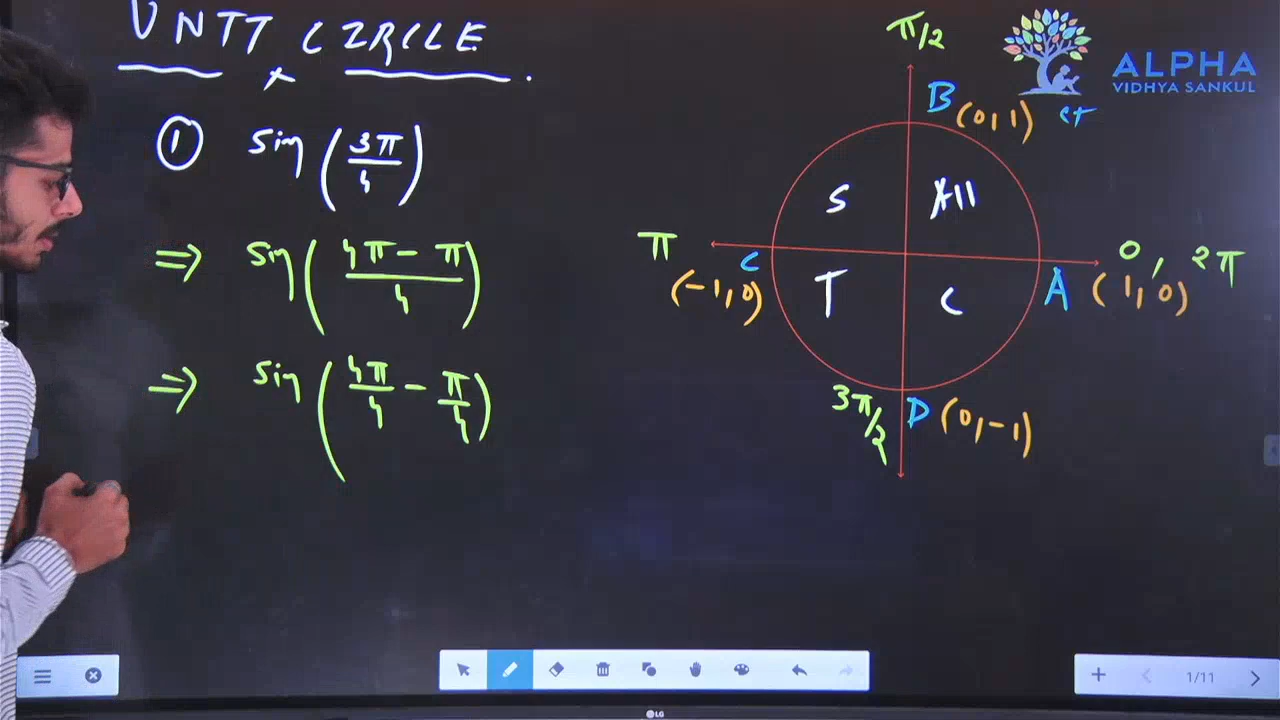 UNIT CIRCLE
① sin(3π/4)
⇒ sin((4π - π)/4)
⇒ sin(4π/4 - π/4)
π/2
ALPHA
VIDHYA SANKUL
B (0,1)
S All
π 0, 2π
C A
(-1,0) (1,0)
T C
3π/2 D (0,-1)
1/11
LG